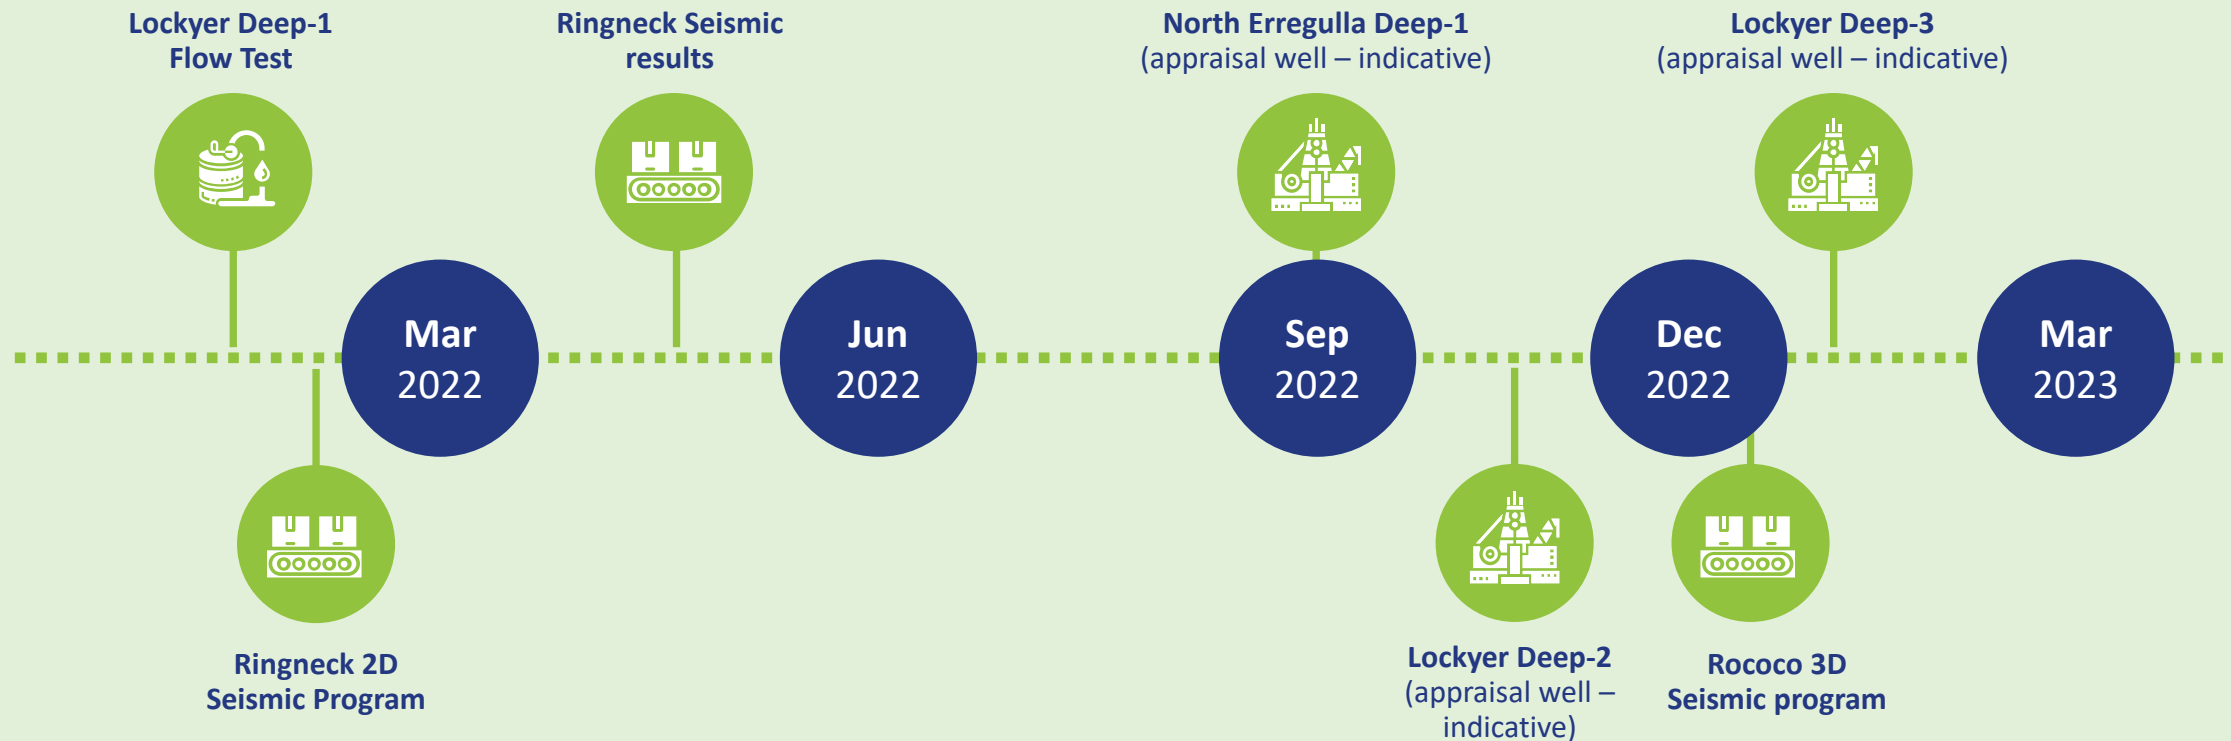 Lockyer Deep-1
Flow Test
Ringneck Seismic
results
North Erregulla Deep-1
(appraisal well – indicative)
Lockyer Deep-3
(appraisal well – indicative)
Mar
2022
Jun
2022
Sep
2022
Dec
2022
Mar
2023
Ringneck 2D
Seismic Program
Lockyer Deep-2
(appraisal well –
indicative)
Rococo 3D
Seismic program